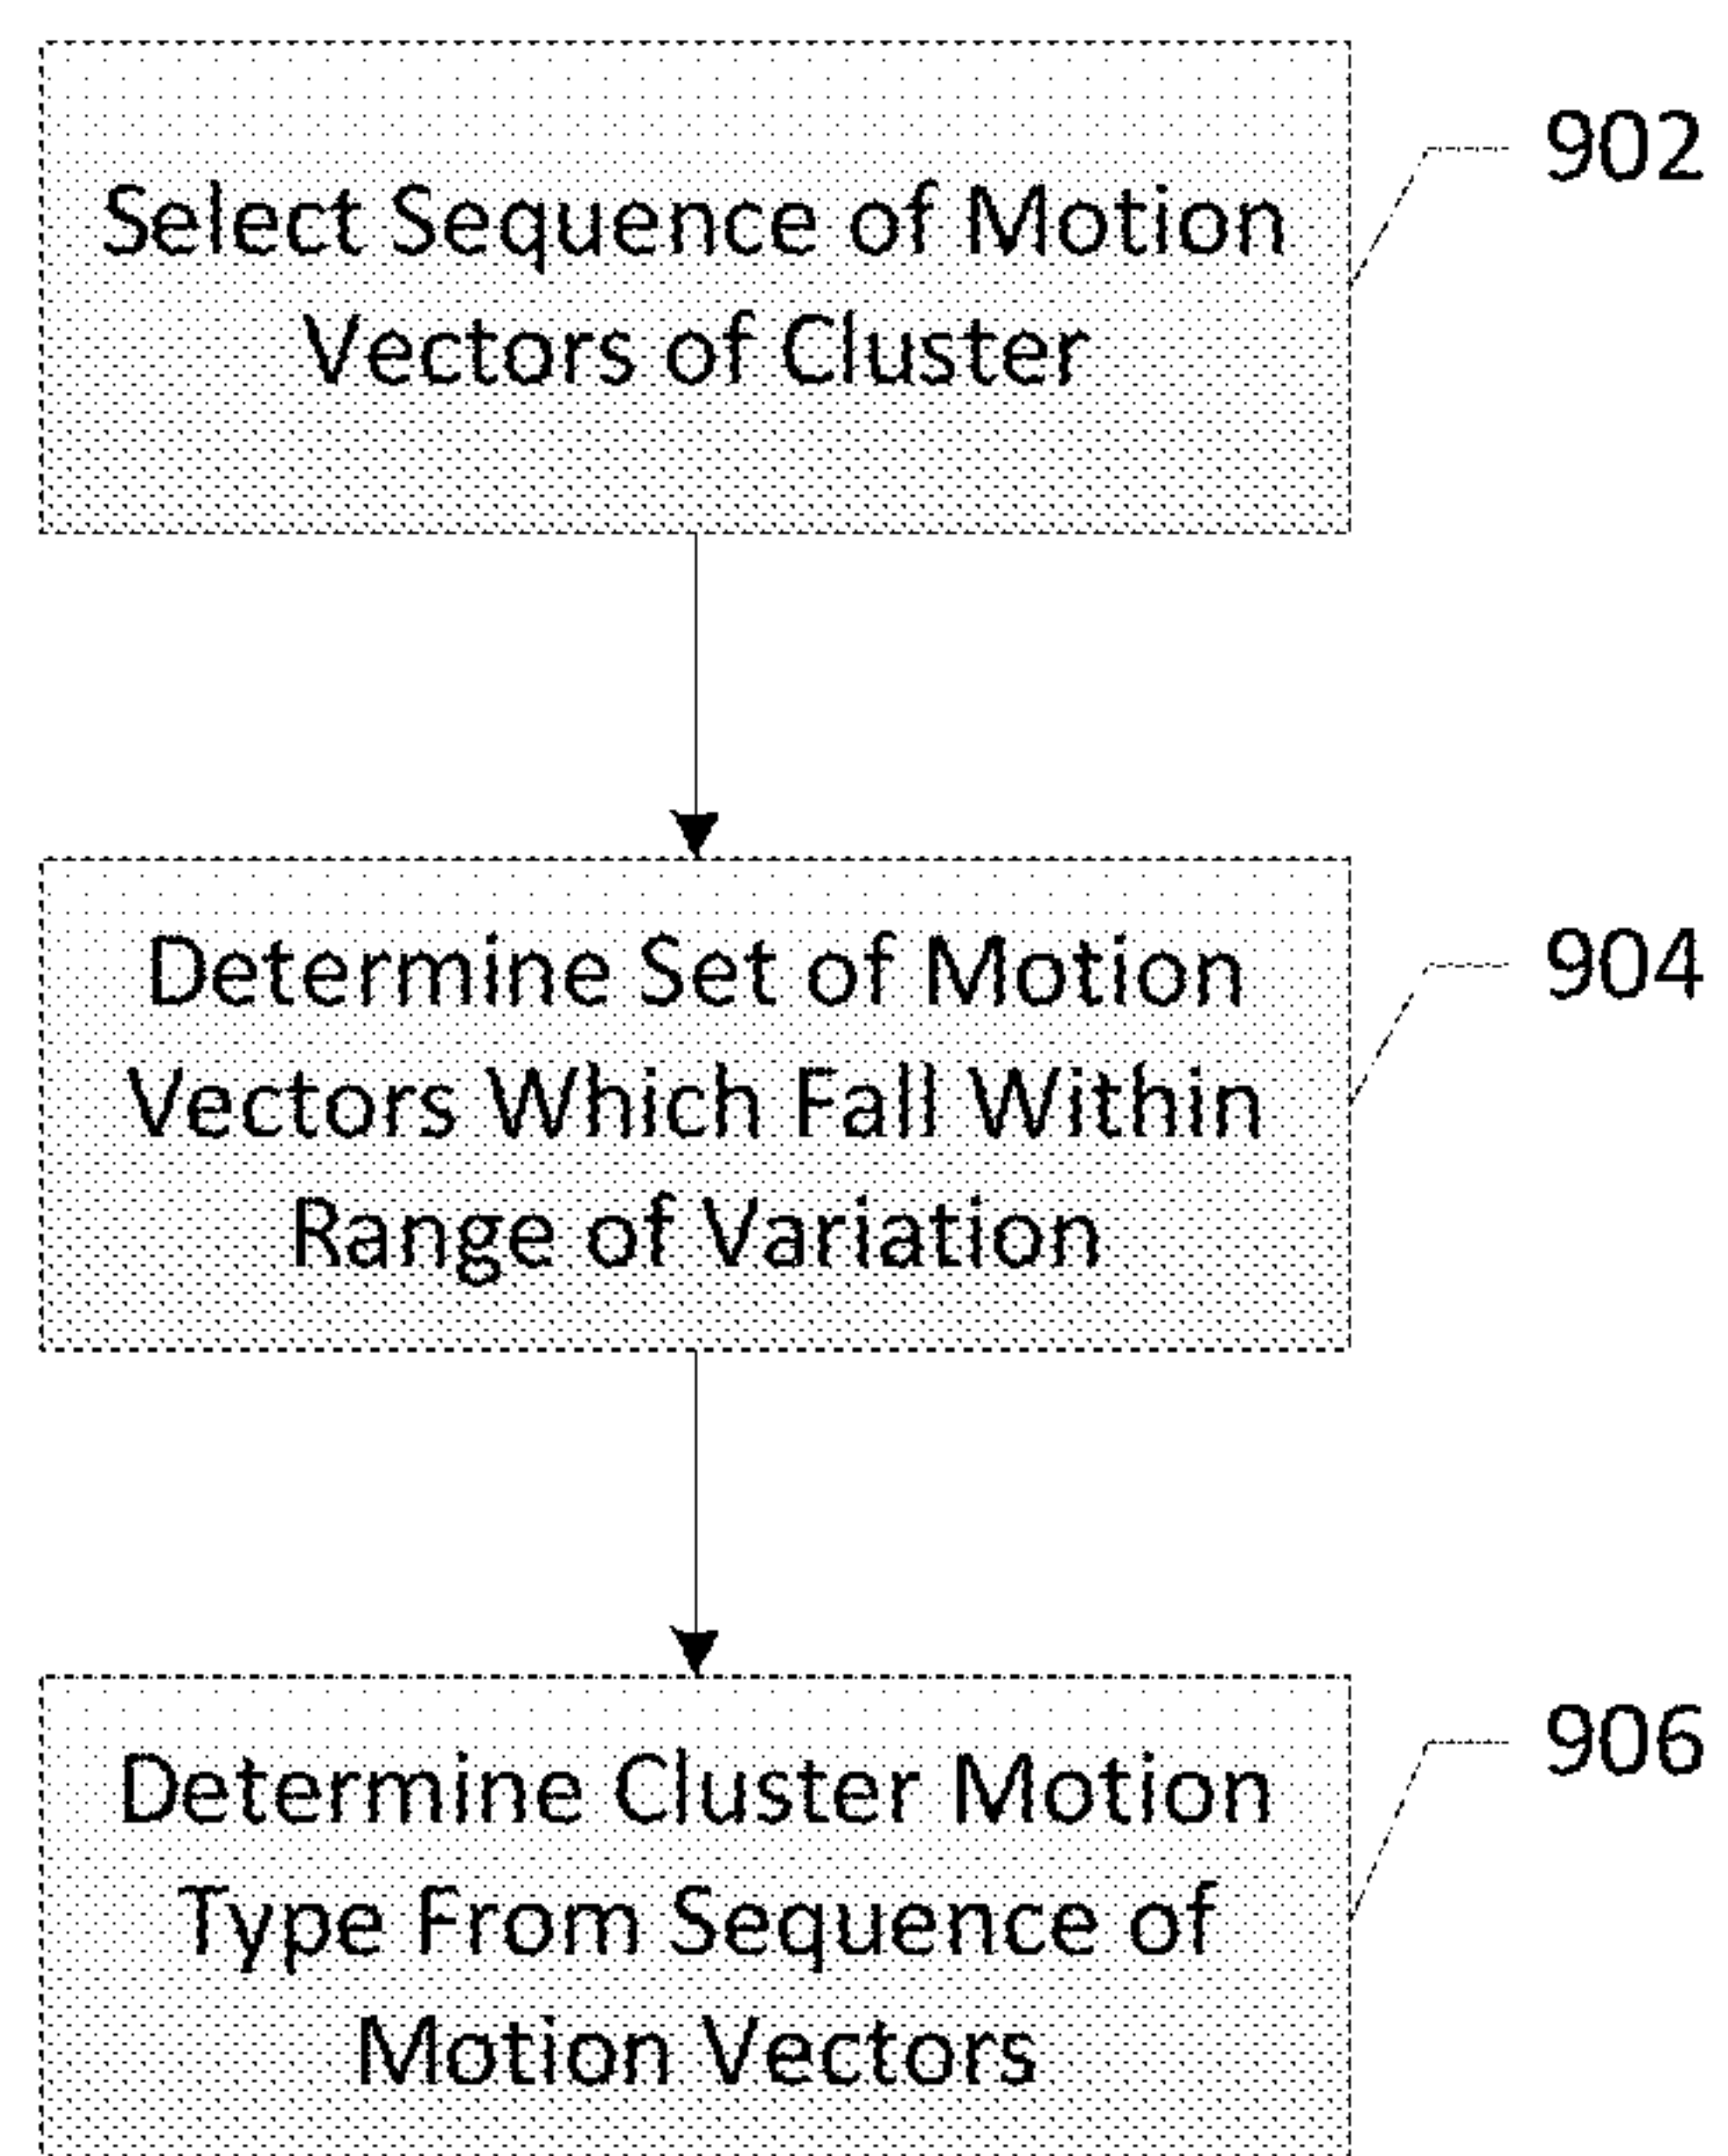 Select Sequence of Motion
Vectors of Cluster
902
Determine Set of Motion
Vectors Which Fall Within
Range of Variation
904
Determine Cluster Motion
Type From Sequence of
Motion Vectors
906